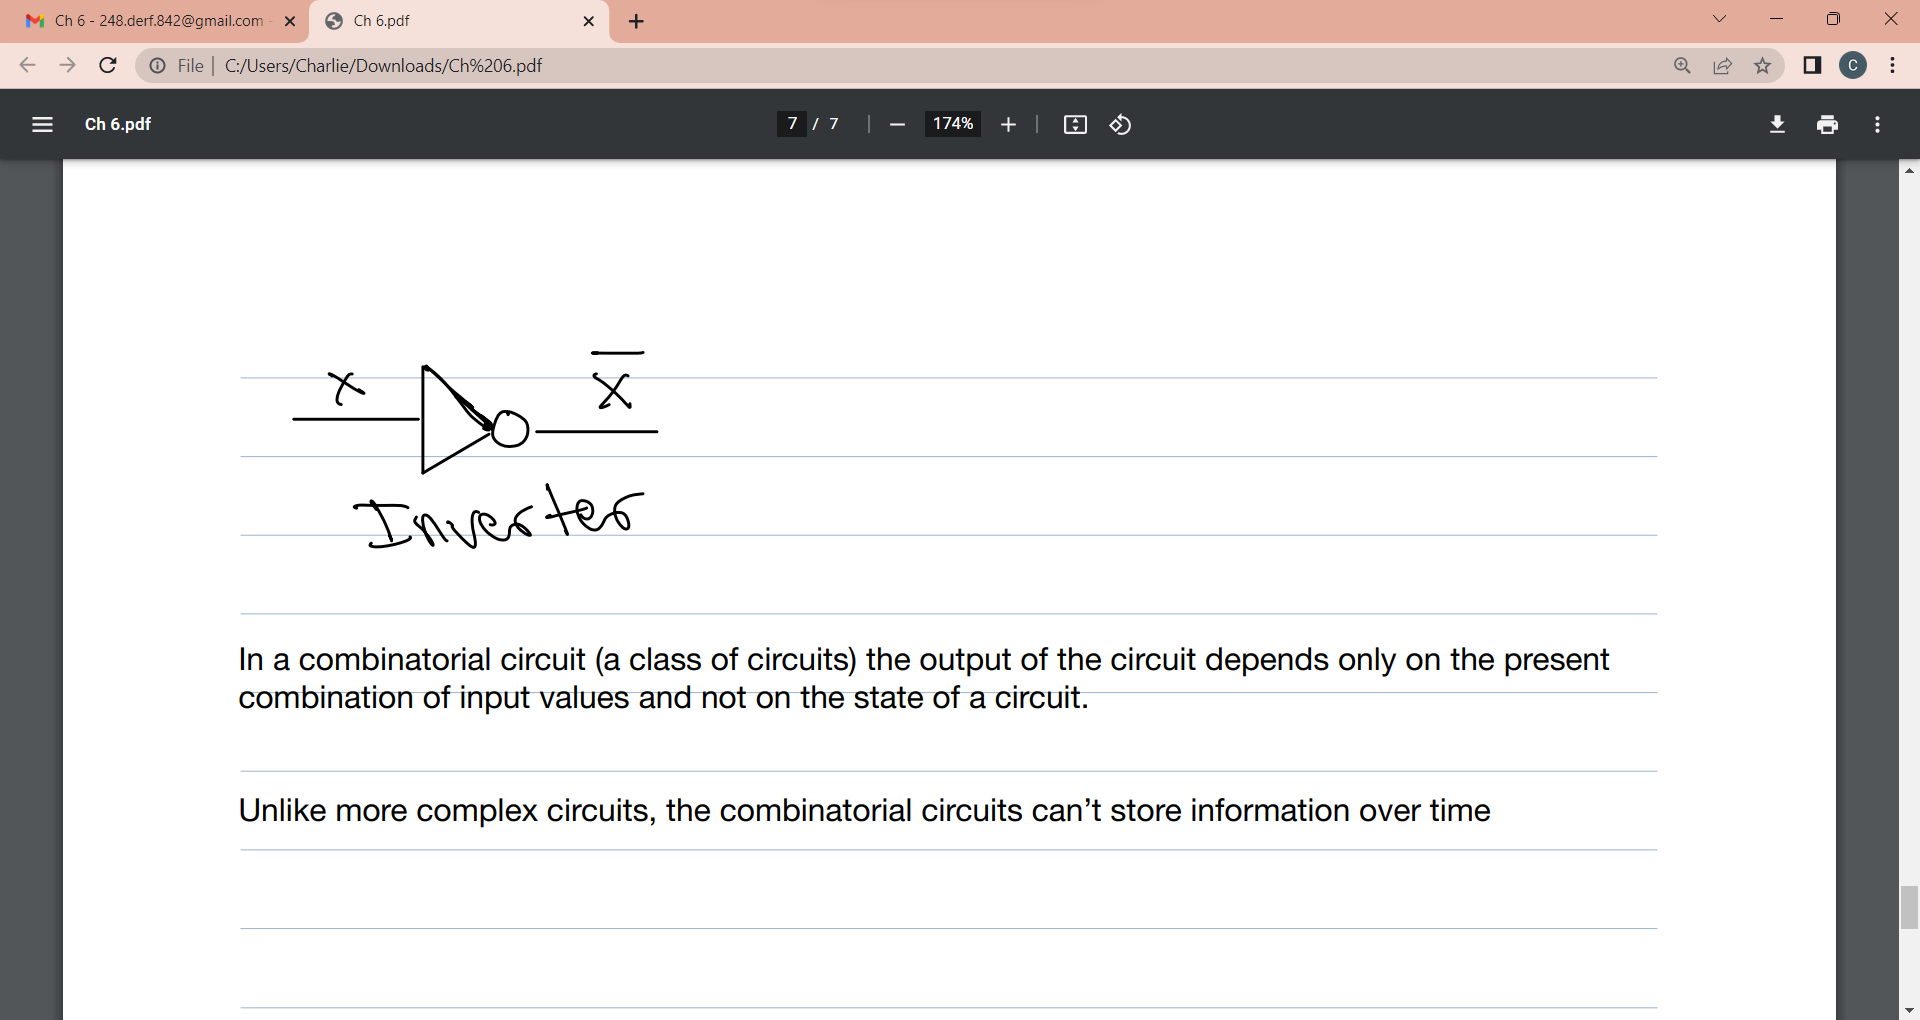 Ch 6 - 248.derf.842@gmail.com -
Ch 6.pdf
File
C:/Users/Charlie/Downloads/Ch%206.pdf
C
Ch 6.pdf
7 / 7
174%
x
x̅
Inverter
In a combinatorial circuit (a class of circuits) the output of the circuit depends only on the present
combination of input values and not on the state of a circuit.
Unlike more complex circuits, the combinatorial circuits can’t store information over time